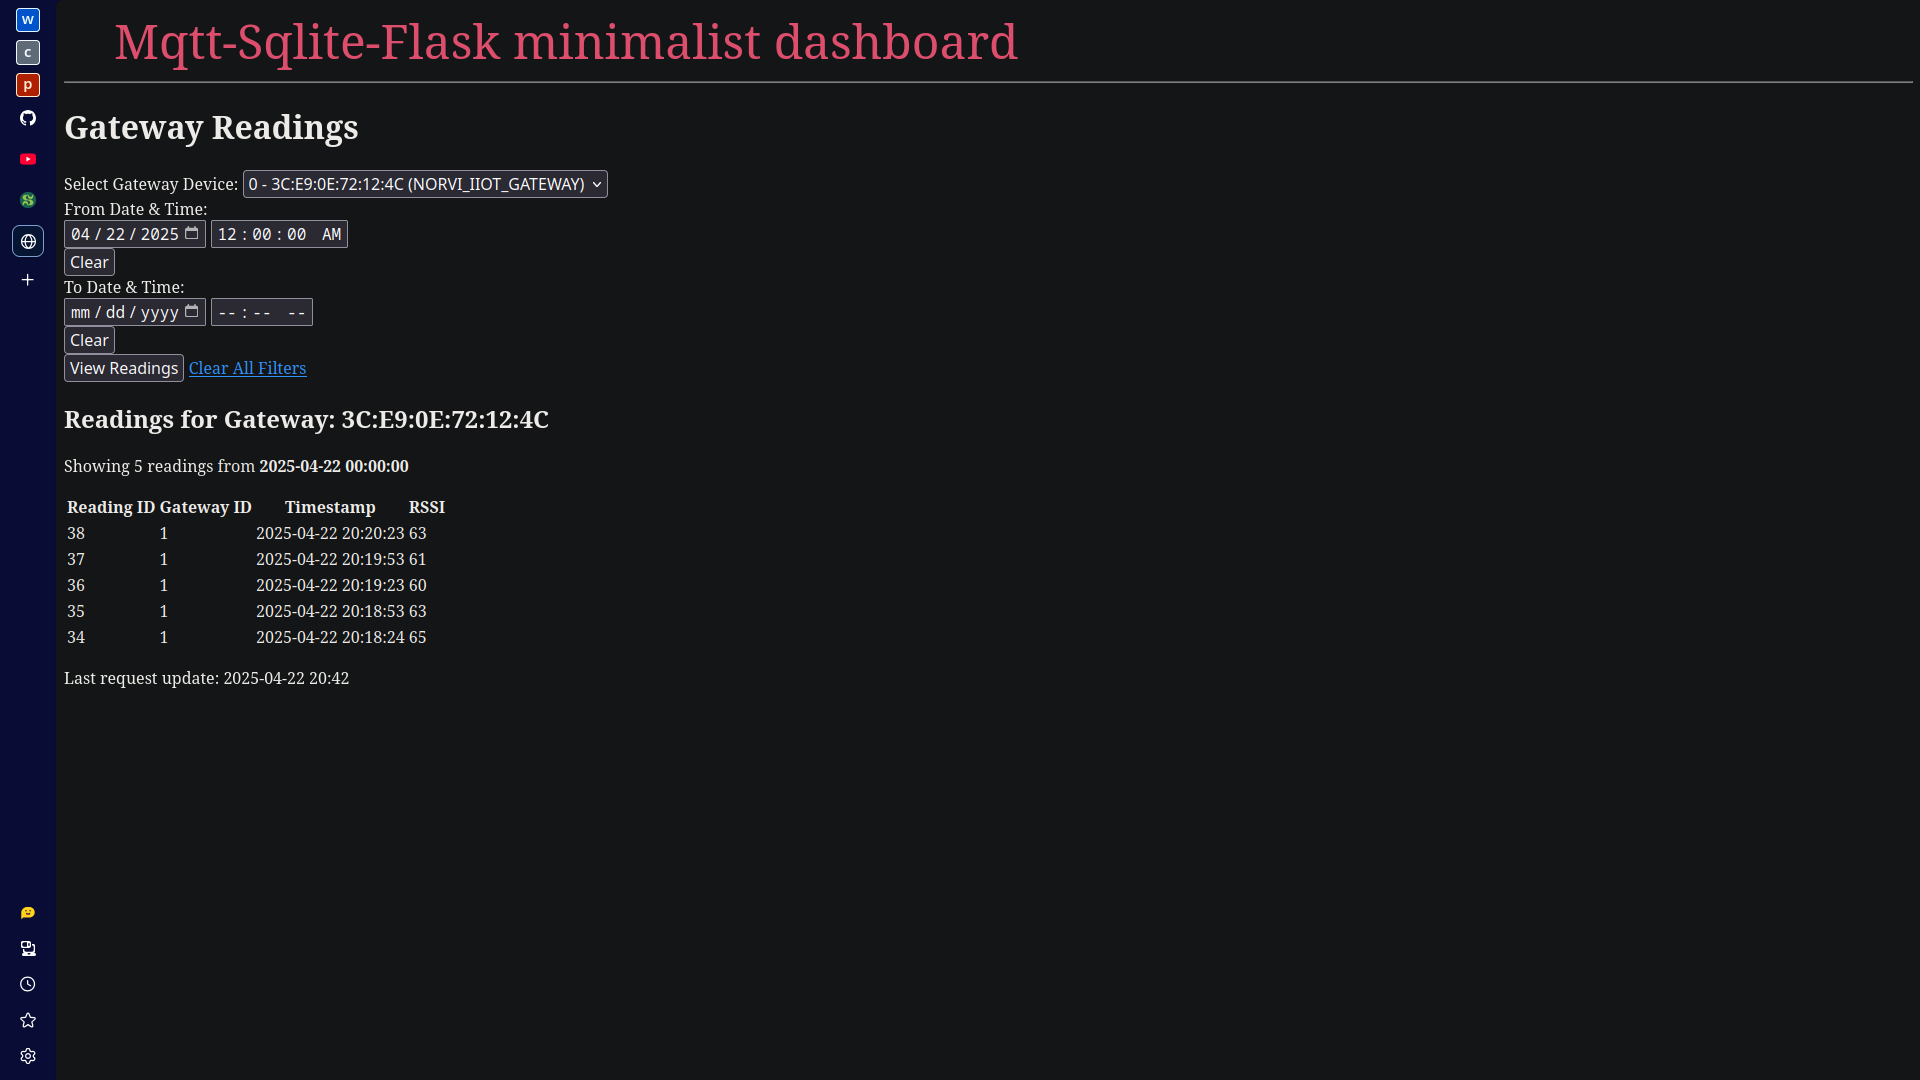 w
c
p
Mqtt-Sqlite-Flask minimalist dashboard
Gateway Readings
Select Gateway Device: 0 - 3C:E9:0E:72:12:4C (NORVI_IIOT_GATEWAY)
From Date & Time:
04 / 22 / 2025 12 : 00 : 00 AM
Clear
To Date & Time:
mm / dd / yyyy -- : -- --
Clear
View Readings Clear All Filters
Readings for Gateway: 3C:E9:0E:72:12:4C
Showing 5 readings from 2025-04-22 00:00:00
Reading ID Gateway ID Timestamp RSSI
38 1 2025-04-22 20:20:23 63
37 1 2025-04-22 20:19:53 61
36 1 2025-04-22 20:19:23 60
35 1 2025-04-22 20:18:53 63
34 1 2025-04-22 20:18:24 65
Last request update: 2025-04-22 20:42